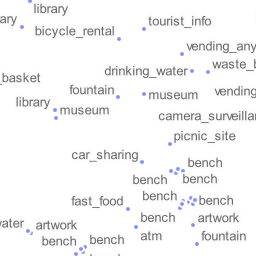 library
ary
tourist_info
bicycle_rental
vending_any
drinking_water
waste_b
_basket
fountain
museum
vending
library
museum
camera_surveillan
picnic_site
car_sharing
bench
bench
bench
bench
fast_food
bench
bench
artwork
water
artwork
atm
fountain
bench
bench